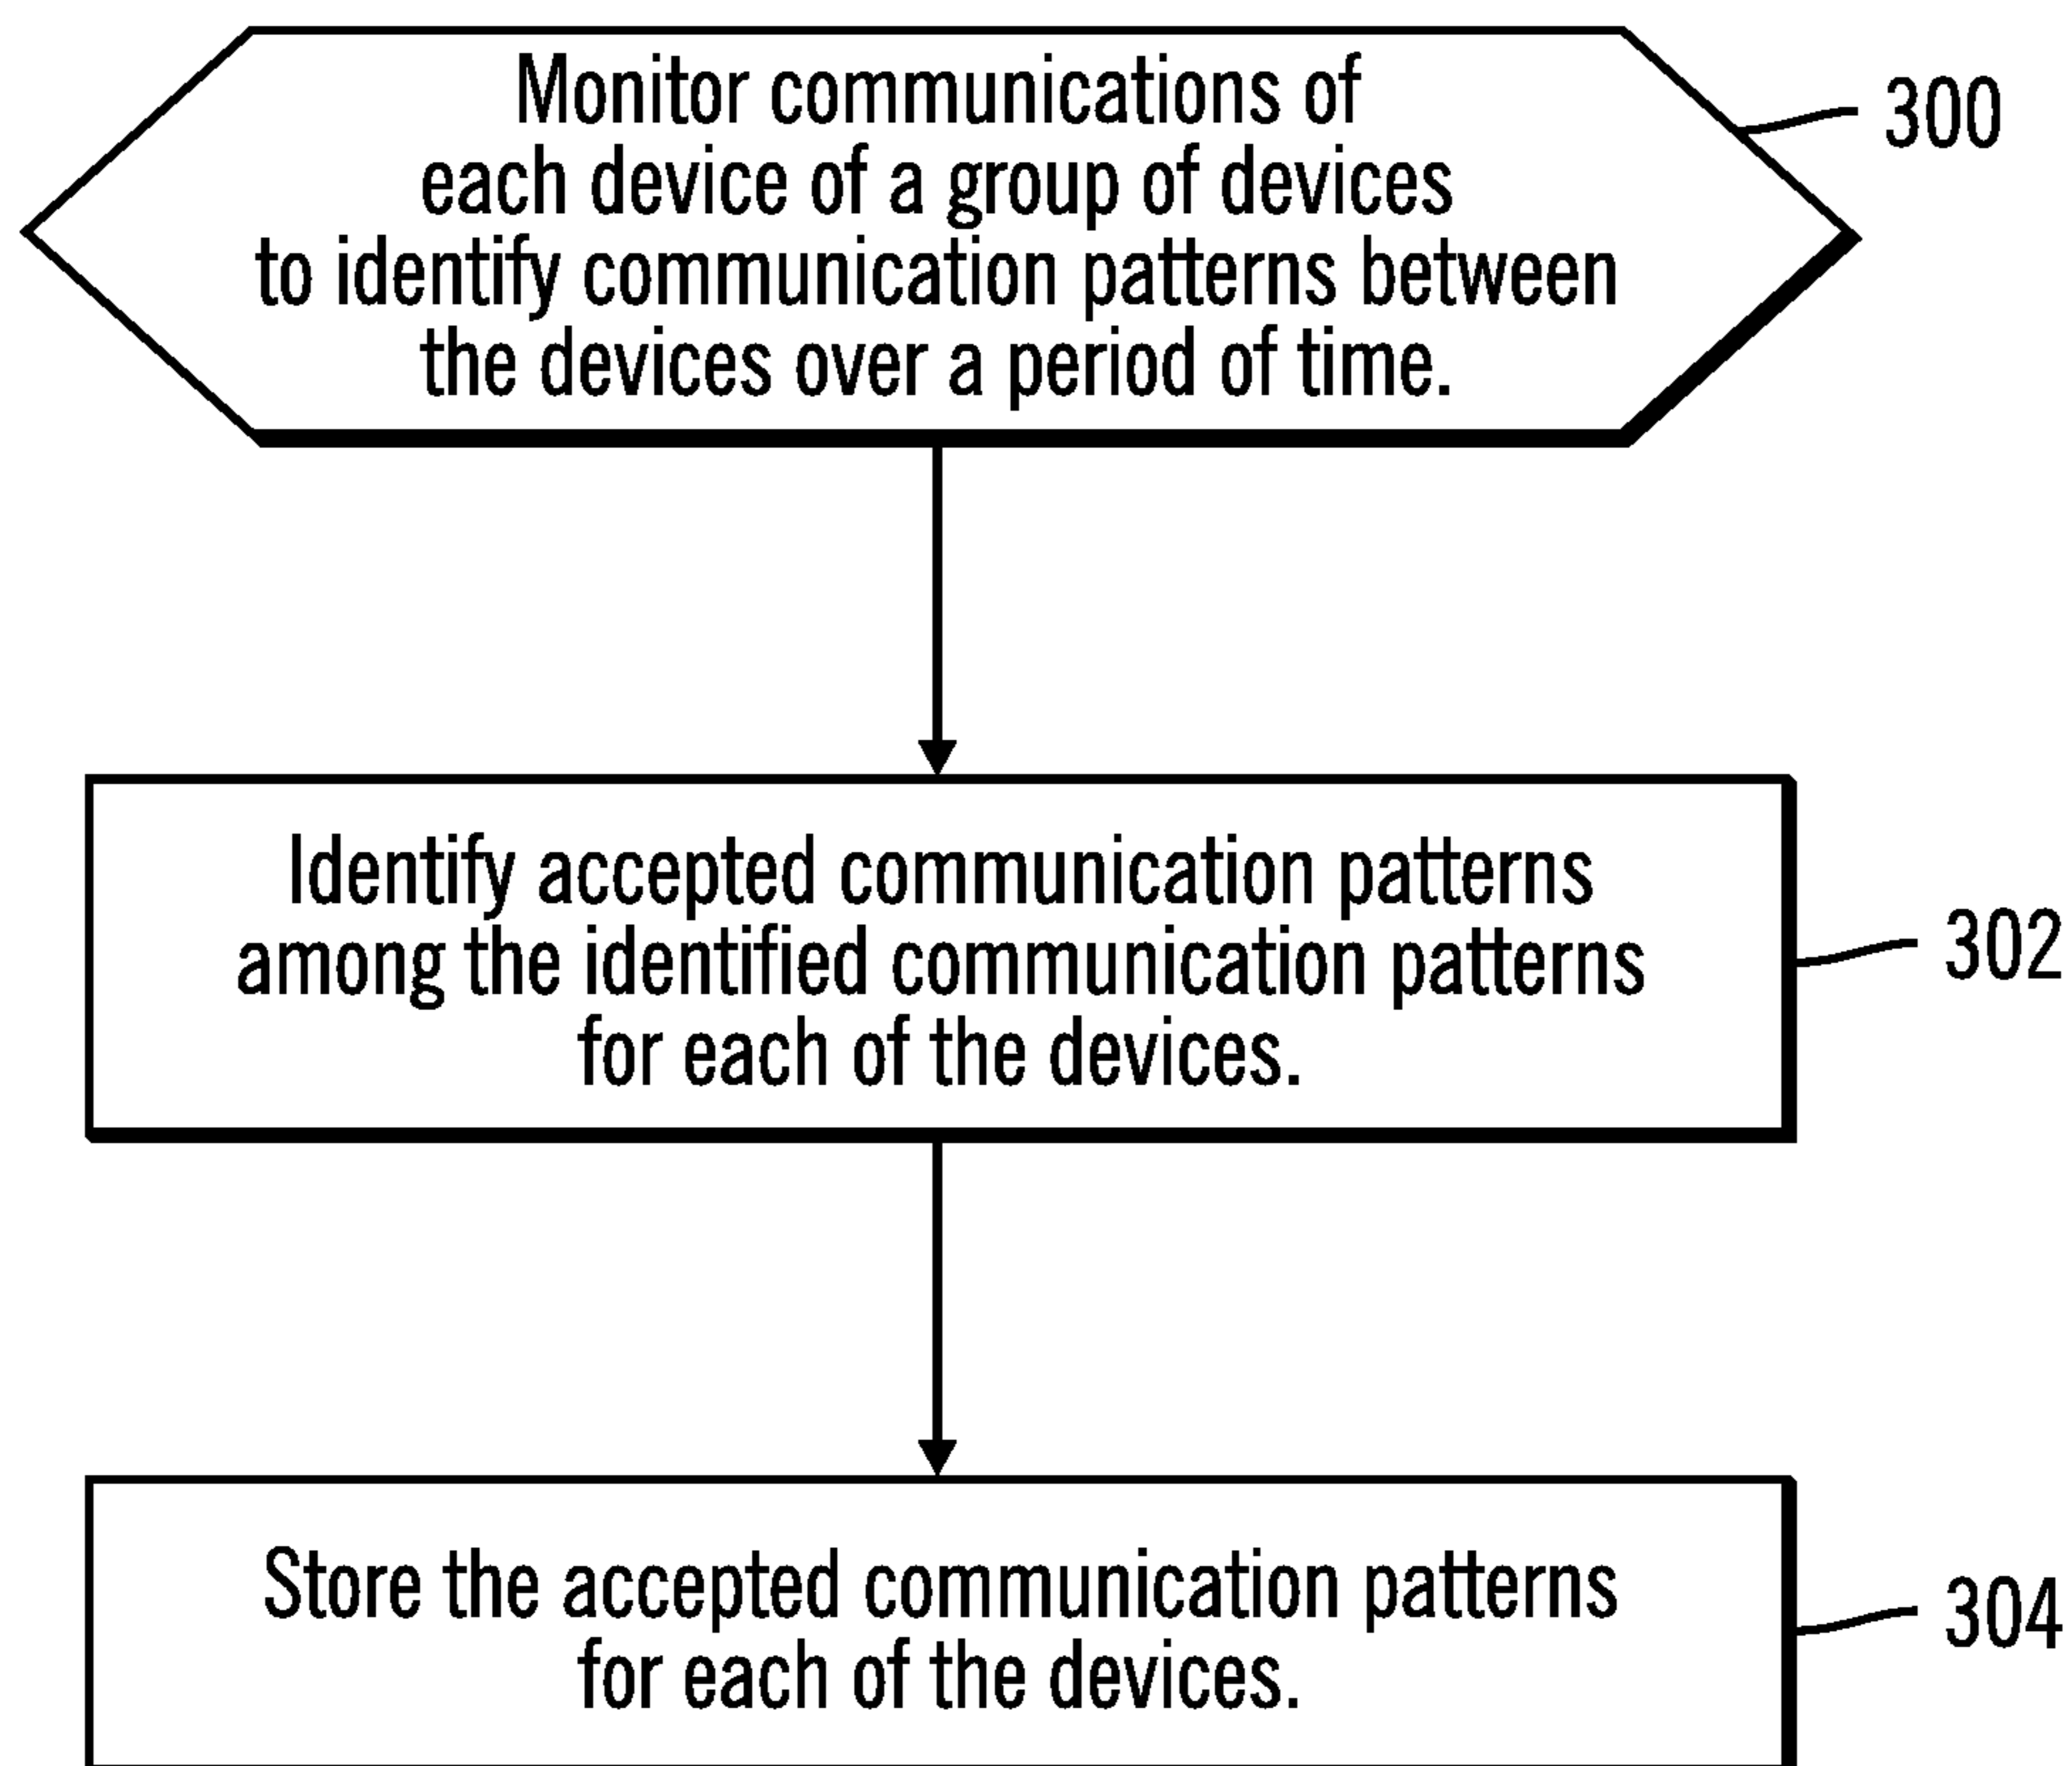 Monitor communications of
each device of a group of devices
to identify communication patterns between
the devices over a period of time.
300
Identify accepted communication patterns
among the identified communication patterns
for each of the devices.
302
Store the accepted communication patterns
for each of the devices.
304